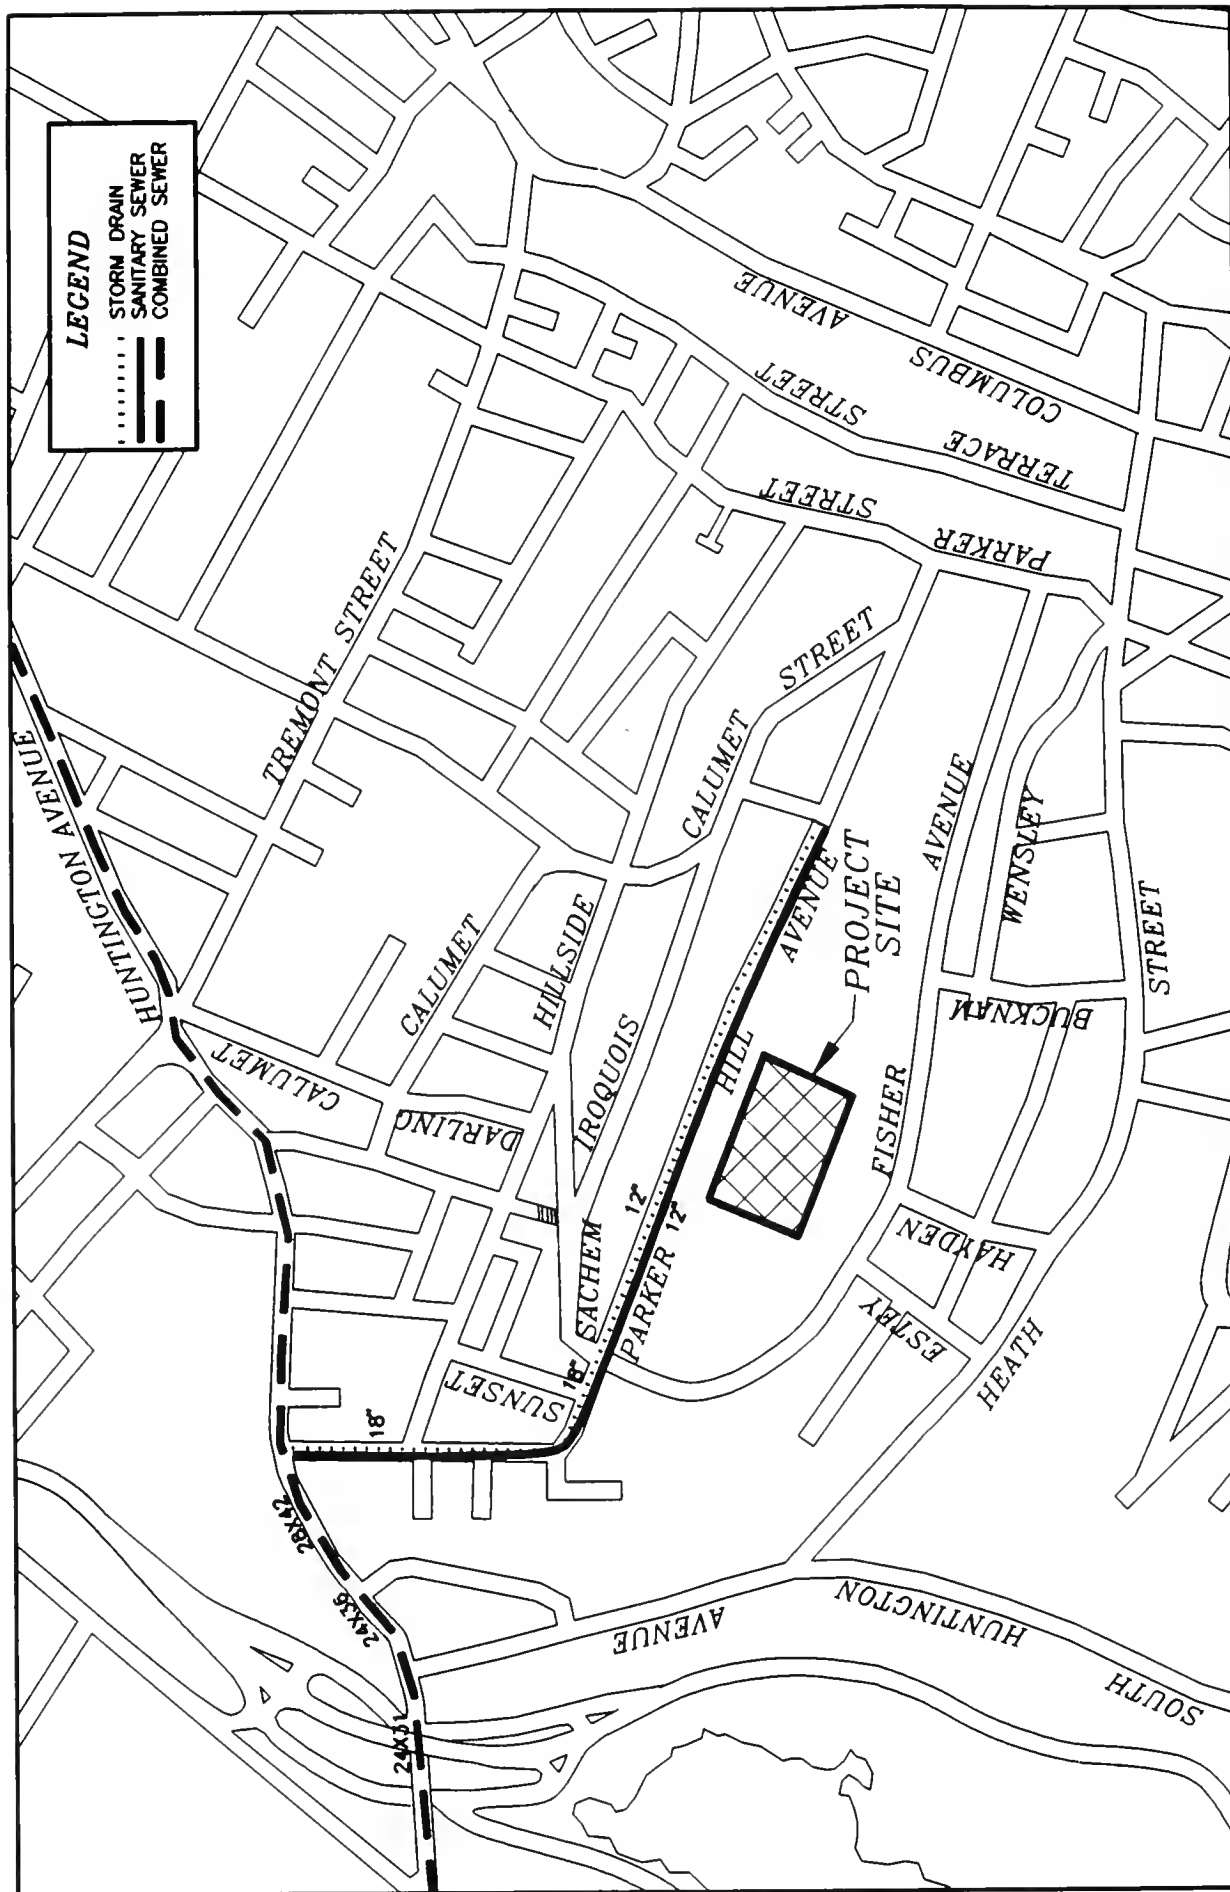 LEGEND
STORM DRAIN
SANITARY SEWER
COMBINED SEWER
HUNTINGTON AVENUE
TREMONT STREET
AVENUE
COLUMBUS
STREET
TERRACE
STREET
PARKER
CALUMET
STREET
CALUMET
HILLSIDE
IROQUOIS
CALUMET
DARLING
SACHEM
SUNSET
PARKER
HILL
AVENUE
PROJECT
SITE
FISHER
AVENUE
WENSLEY
BUCKNAM
HAYDEN
ESTEY
HEATH
STREET
12"
12"
18"
18"
28X42
24X36
24X31
AVENUE
HUNTINGTON
SOUTH